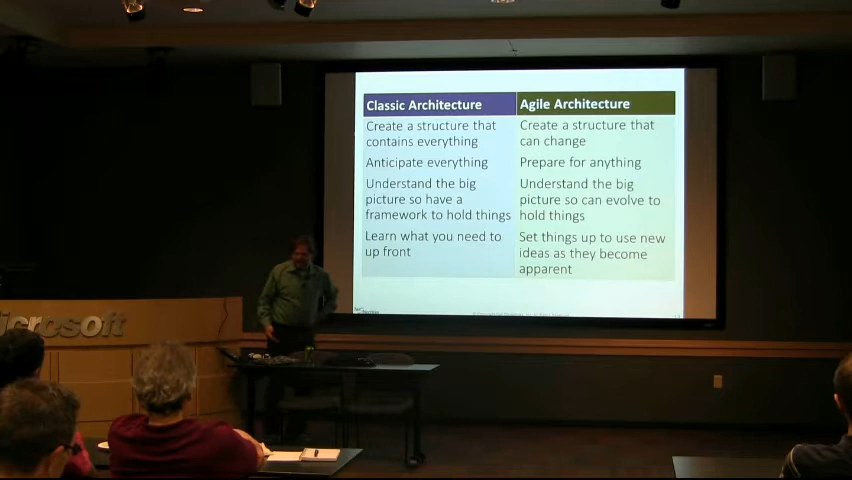 Classic Architecture
Agile Architecture
Create a structure that
contains everything
Create a structure that
can change
Anticipate everything
Prepare for anything
Understand the big
picture so have a
framework to hold things
Understand the big
picture so can evolve to
hold things
Learn what you need to
up front
Set things up to use new
ideas as they become
apparent
icrosoft